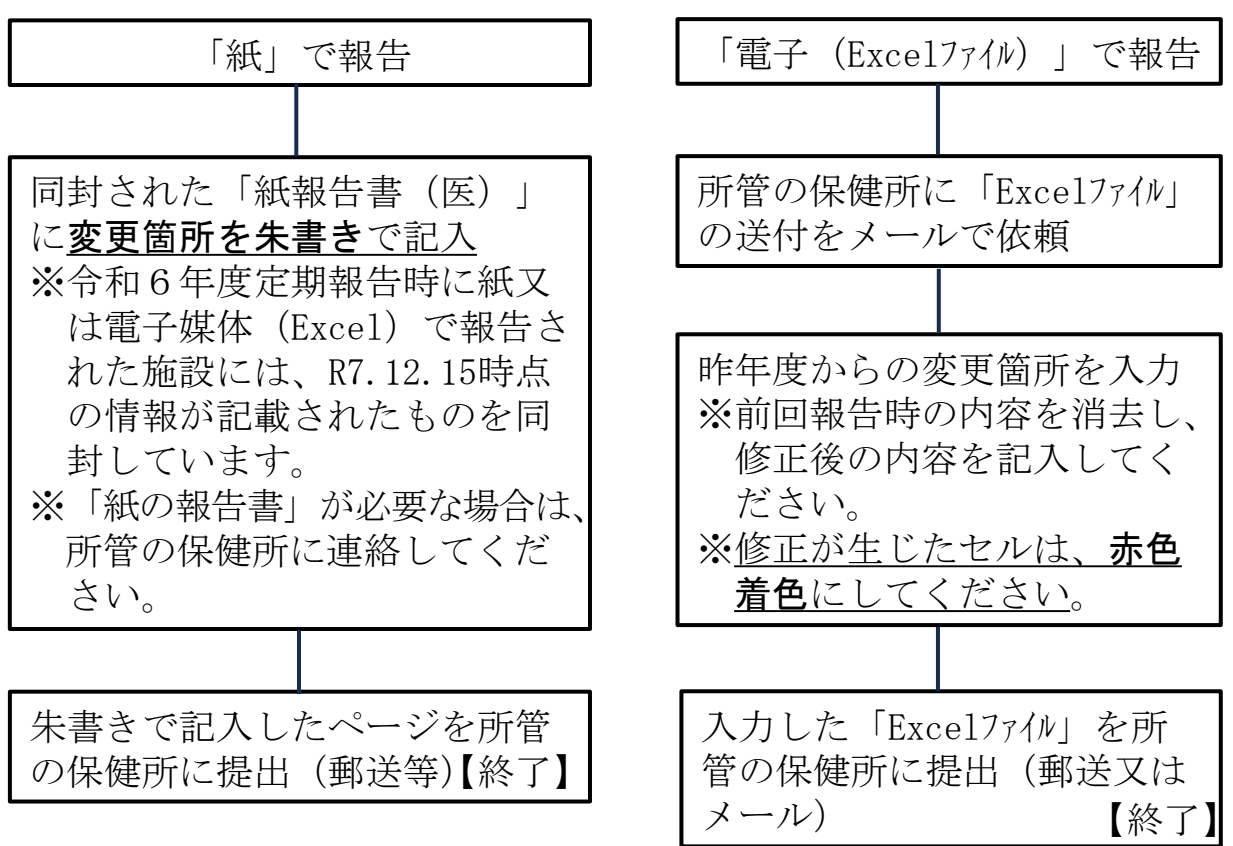 「紙」で報告
同封された「紙報告書（医）」
に変更箇所を朱書きで記入
※令和６年度定期報告時に紙又
は電子媒体（Excel）で報告さ
れた施設には、R7.12.15時点
の情報が記載されたものを同
封しています。
※「紙の報告書」が必要な場合は、
所管の保健所に連絡してくだ
さい。
朱書きで記入したページを所管
の保健所に提出（郵送等）【終了】
「電子（Excelﾌｧｲﾙ）」で報告
所管の保健所に「Excelﾌｧｲﾙ」
の送付をメールで依頼
昨年度からの変更箇所を入力
※前回報告時の内容を消去し、
修正後の内容を記入してく
ださい。
※修正が生じたセルは、赤色
着色にしてください。
入力した「Excelﾌｧｲﾙ」を所
管の保健所に提出（郵送又は
メール）　【終了】